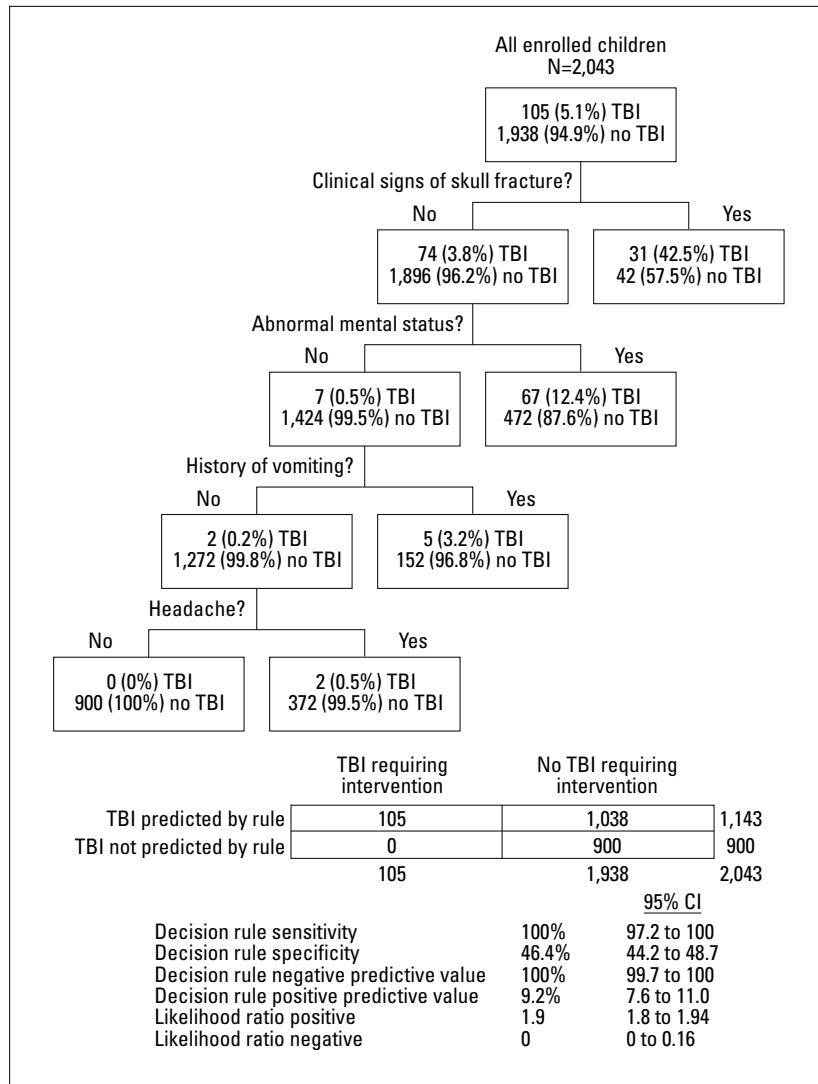 All enrolled children
N=2,043
105 (5.1%) TBI
1,938 (94.9%) no TBI
Clinical signs of skull fracture?
No Yes
74 (3.8%) TBI 31 (42.5%) TBI
1,896 (96.2%) no TBI 42 (57.5%) no TBI
Abnormal mental status?
No Yes
7 (0.5%) TBI 67 (12.4%) TBI
1,424 (99.5%) no TBI 472 (87.6%) no TBI
History of vomiting?
No Yes
2 (0.2%) TBI 5 (3.2%) TBI
1,272 (99.8%) no TBI 152 (96.8%) no TBI
Headache?
No Yes
0 (0%) TBI 2 (0.5%) TBI
900 (100%) no TBI 372 (99.5%) no TBI
TBI requiring No TBI requiring
intervention intervention
TBI predicted by rule 105 1,038 1,143
TBI not predicted by rule 0 900 900
105 1,938 2,043
95% CI
Decision rule sensitivity 100% 97.2 to 100
Decision rule specificity 46.4% 44.2 to 48.7
Decision rule negative predictive value 100% 99.7 to 100
Decision rule positive predictive value 9.2% 7.6 to 11.0
Likelihood ratio positive 1.9 1.8 to 1.94
Likelihood ratio negative 0 0 to 0.16